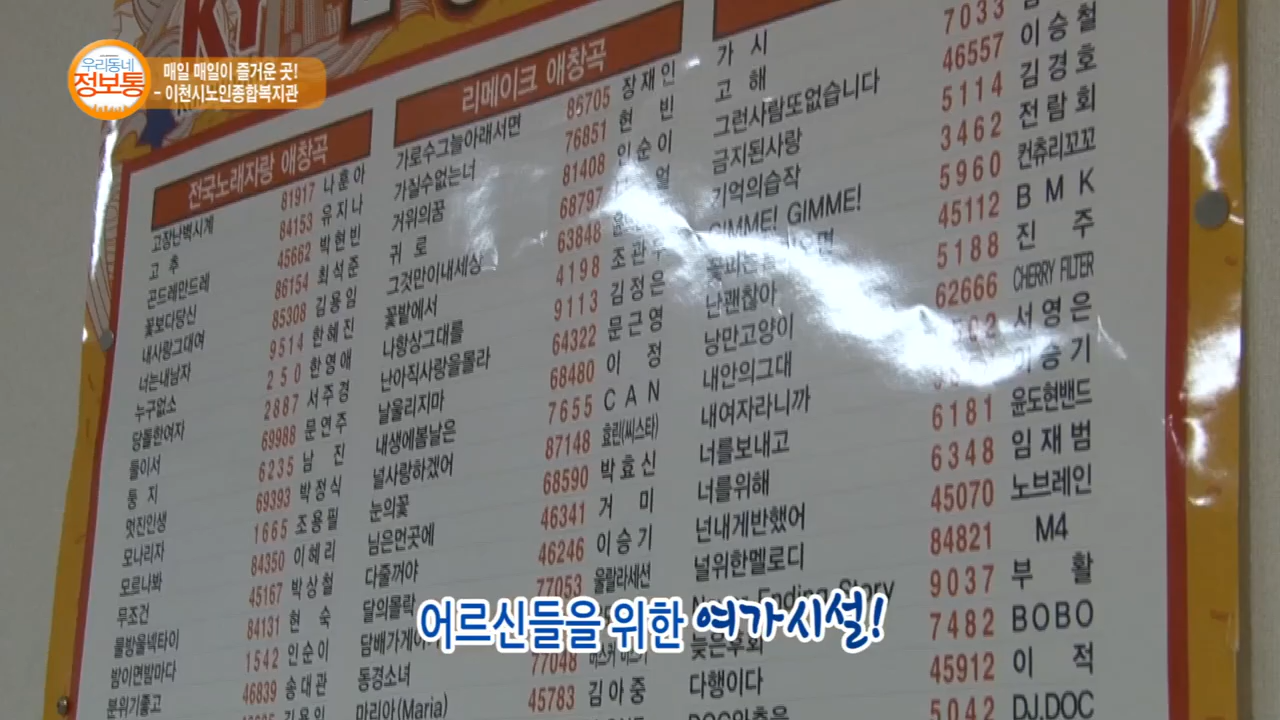 우리동네
정보통
매일 매일이 즐거운 곳!
- 이천시노인종합복지관
KY
전국노래자랑 애창곡
고장난벽시계 81917 나훈아
고 추 84153 유지나
곤드레만드레 45662 박현빈
꽃보다당신 86154 최석준
내사랑그대여 85308 김용임
너는내남자 9514 한혜진
누구없소 250 한영애
당돌한여자 2887 서주경
둘이서 69988 문연주
둥 지 6235 남 진
멋진인생 69393 박정식
모나리자 1665 조용필
모르나봐 84350 이혜리
무조건 45167 박상철
물방울넥타이 84131 현 숙
밤이면밤마다 1542 인순이
분위기좋고 46839 송대관
리메이크 애창곡
가로수그늘아래서면 86705 장재인
가질수없는너 76851 현 빈
거위의꿈 81408 인순이
귀 로 68797 얼
그것만이내세상 63848
꽃밭에서 4198 조관우
나항상그대를 9113 김정은
난아직사랑을몰라 64322 문근영
날울리지마 68480 이 정
내생에봄날은 7655 CAN
널사랑하겠어 87148 효린(씨스타)
눈의꽃 68590 박효신
님은먼곳에 46341 거 미
다줄꺼야 46246 이승기
달의몰락 77053 울랄라세션
담배가게
동경소녀 77048
마리아(Maria) 45783 김아중
7033
가 시 46557 이승철
고 해 5114 김경호
그런사람또없습니다 3462 전람회
금지된사랑 5960 컨츄리꼬꼬
기억의습작 45112 BMK
GIMME! GIMME! 5188 진 주
62666 CHERRY FILTER
난괜찮아 서영은
낭만고양이 이승기
내안의그대 6181 윤도현밴드
내여자라니까 6348 임재범
너를보내고 45070 노브레인
너를위해 84821 M4
넌내게반했어 9037 부 활
널위한멜로디 7482 BOBO
Ending Story 45912 이 적
늦은후회 5042 DJ.DOC
다행이다
어르신들을 위한 여가시설!